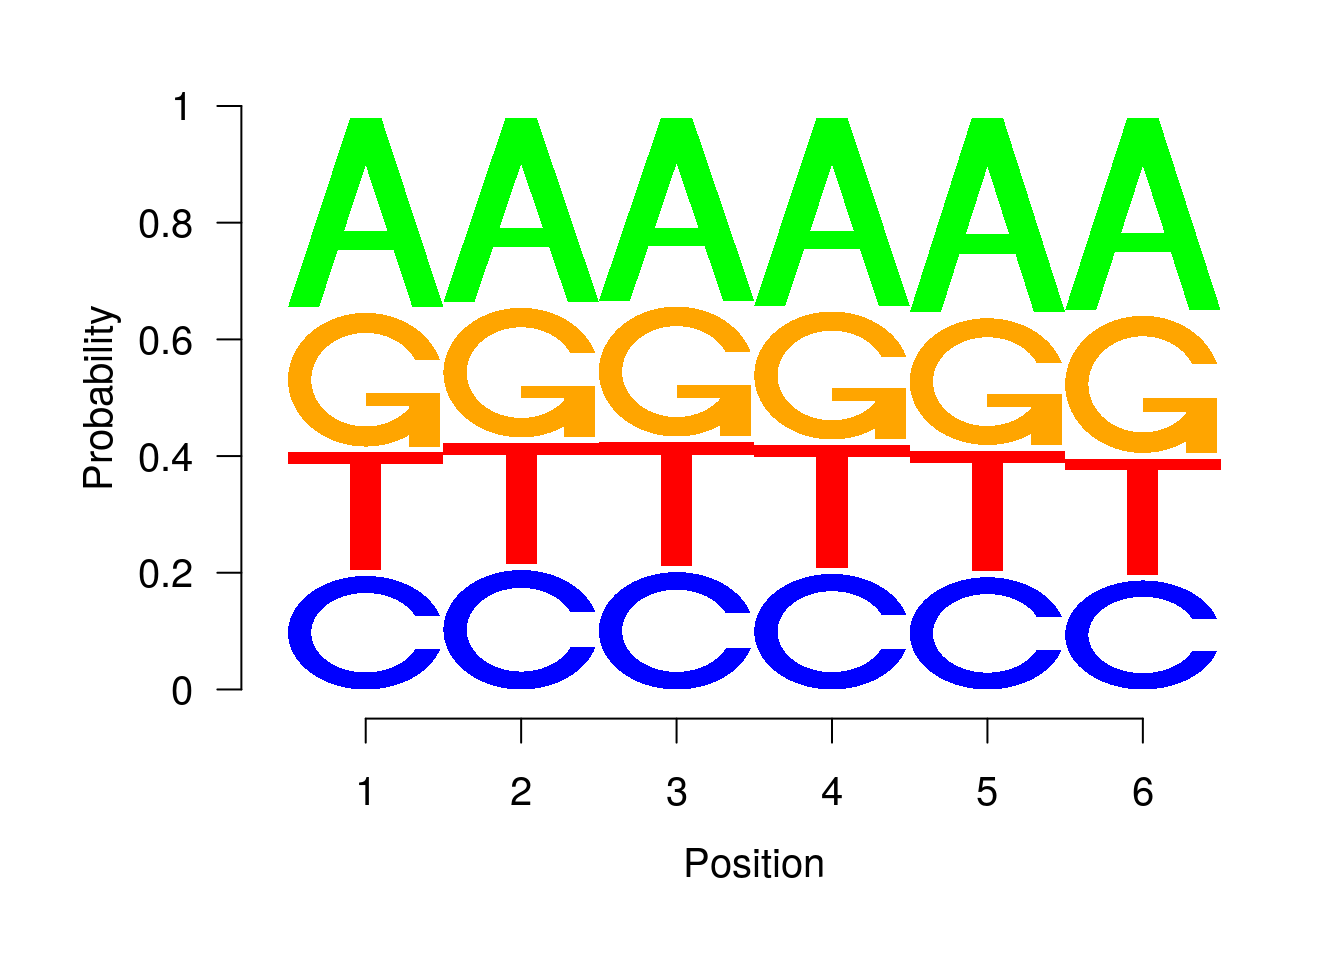 1
0.8
0.6
0.4
0.2
0
Probability
AAAAAA
GGGGGG
TTTTTT
CCCCCC
1 2 3 4 5 6
Position